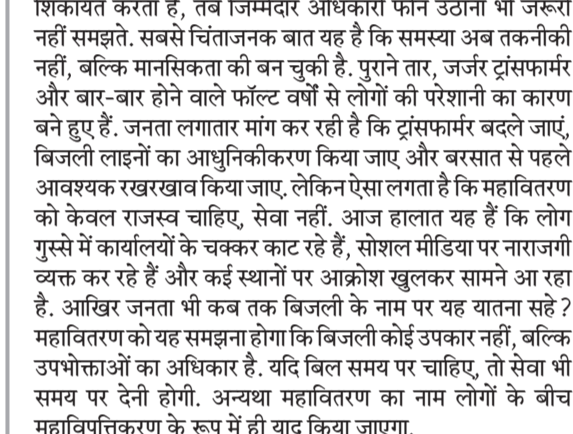 शिकायत करता है, तब जिम्मेदार अधिकारी फोन उठाना भी जरूरी
नहीं समझते. सबसे चिंताजनक बात यह है कि समस्या अब तकनीकी
नहीं, बल्कि मानसिकता की बन चुकी है. पुराने तार, जर्जर ट्रांसफार्मर
और बार-बार होने वाले फॉल्ट वर्षों से लोगों की परेशानी का कारण
बने हुए हैं. जनता लगातार मांग कर रही है कि ट्रांसफार्मर बदले जाएं,
बिजली लाइनों का आधुनिकीकरण किया जाए और बरसात से पहले
आवश्यक रखरखाव किया जाए. लेकिन ऐसा लगता है कि महावितरण
को केवल राजस्व चाहिए, सेवा नहीं. आज हालात यह हैं कि लोग
गुस्से में कार्यालयों के चक्कर काट रहे हैं, सोशल मीडिया पर नाराजगी
व्यक्त कर रहे हैं और कई स्थानों पर आक्रोश खुलकर सामने आ रहा
है. आखिर जनता भी कब तक बिजली के नाम पर यह यातना सहे ?
महावितरण को यह समझना होगा कि बिजली कोई उपकार नहीं, बल्कि
उपभोक्ताओं का अधिकार है. यदि बिल समय पर चाहिए, तो सेवा भी
समय पर देनी होगी. अन्यथा महावितरण का नाम लोगों के बीच
महाविपत्तिकरण के रूप में ही याद किया जाएगा.